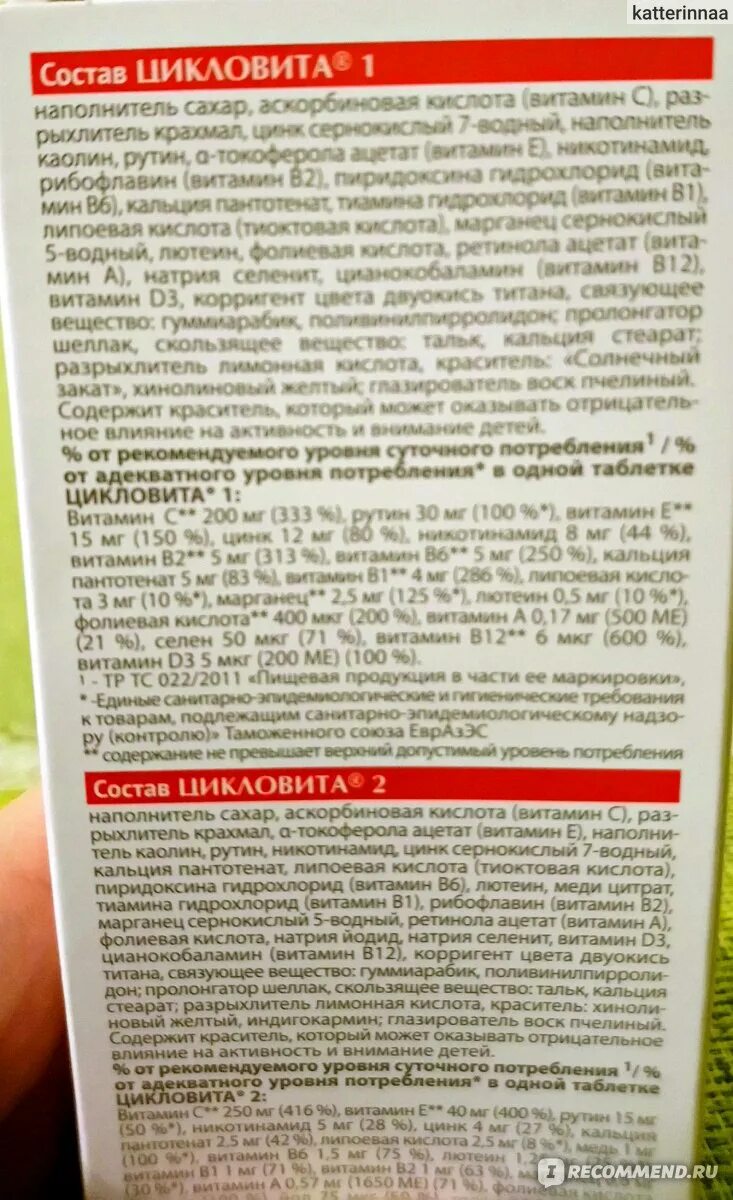 katterinnaa
Состав ЦИКЛОВИТА® 1
наполнитель сахар, аскорбиновая кислота (витамин С), раз-
рыхлитель крахмал, цинк сернокислый 7-водный, наполнитель
каолин, рутин, α-токоферола ацетат (витамин Е), никотинамид,
рибофлавин (витамин В2), пиридоксина гидрохлорид (вита-
мин В6), кальция пантотенат, тиамина гидрохлорид (витамин В1),
липоевая кислота (тиоктовая кислота), марганец сернокислый
5-водный, лютеин, фолиевая кислота, ретинола ацетат (вита-
мин А), натрия селенит, цианокобаламин (витамин В12),
витамин D3, корригент цвета двуокись титана, связующее
вещество: гуммиарабик, поливинилпирролидон; пролонгатор
шеллак, скользящее вещество: тальк, кальция стеарат;
разрыхлитель лимонная кислота, краситель: «Солнечный
закат», хинолиновый желтый; глазирователь воск пчелиный.
Содержит краситель, который может оказывать отрицатель-
ное влияние на активность и внимание детей.
% от рекомендуемого уровня суточного потребления¹ / %
от адекватного уровня потребления* в одной таблетке
ЦИКЛОВИТА® 1:
Витамин С** 200 мг (333 %), рутин 30 мг (100 %*), витамин Е**
15 мг (150 %), цинк 12 мг (80 %), никотинамид 8 мг (44 %),
витамин В2** 5 мг (313 %), витамин В6** 5 мг (250 %), кальция
пантотенат 5 мг (83 %), витамин В1** 4 мг (286 %), липоевая кисло-
та 3 мг (10 %*), марганец** 2,5 мг (125 %*), лютеин 0,5 мг (10 %*),
фолиевая кислота** 400 мкг (200 %), витамин А 0,17 мг (500 МЕ)
(21 %), селен 50 мкг (71 %), витамин В12** 6 мкг (600 %),
витамин D3 5 мкг (200 МЕ) (100 %).
¹ - ТР ТС 022/2011 «Пищевая продукция в части ее маркировки»,
* -Единые санитарно-эпидемиологические и гигиенические требования
к товарам, подлежащим санитарно-эпидемиологическому надзо-
ру (контролю)» Таможенного союза ЕврАзЭС
** содержание не превышает верхний допустимый уровень потребления
Состав ЦИКЛОВИТА® 2
наполнитель сахар, аскорбиновая кислота (витамин С), раз-
рыхлитель крахмал, α-токоферола ацетат (витамин Е), наполни-
тель каолин, рутин, никотинамид, цинк сернокислый 7-водный,
кальция пантотенат, липоевая кислота (тиоктовая кислота),
пиридоксина гидрохлорид (витамин В6), лютеин, меди цитрат,
тиамина гидрохлорид (витамин В1), рибофлавин (витамин В2),
марганец сернокислый 5-водный, ретинола ацетат (витамин А),
фолиевая кислота, натрия йодид, натрия селенит, витамин D3,
цианокобаламин (витамин В12), корригент цвета двуокись
титана, связующее вещество: гуммиарабик, поливинилпирроли-
дон; пролонгатор шеллак, скользящее вещество: тальк, кальция
стеарат; разрыхлитель лимонная кислота, краситель: хиноли-
новый желтый, индигокармин; глазирователь воск пчелиный.
Содержит краситель, который может оказывать отрицательное
влияние на активность и внимание детей.
% от рекомендуемого уровня суточного потребления ¹/ %
от адекватного уровня потребления* в одной таблетке
ЦИКЛОВИТА® 2:
Витамин С** 250 мг (416 %), витамин Е** 40 мг (400 %), рутин 15 мг
(50 %*), никотинамид 5 мг (28 %), цинк 4 мг (27 %), кальция
пантотенат 2,5 мг (42 %), липоевая кислота 2,5 мг (8 %*), медь 1 мг
(100 %*), витамин В6 1,5 мг (75 %), лютеин
витамин В1 1 мг (71 %), витамин В2 1 мг (63 %),
(30 %*), витамин А 0,57 мг (1650 МЕ) (71 %), фолиевая кислота
IRECOMMEND.RU